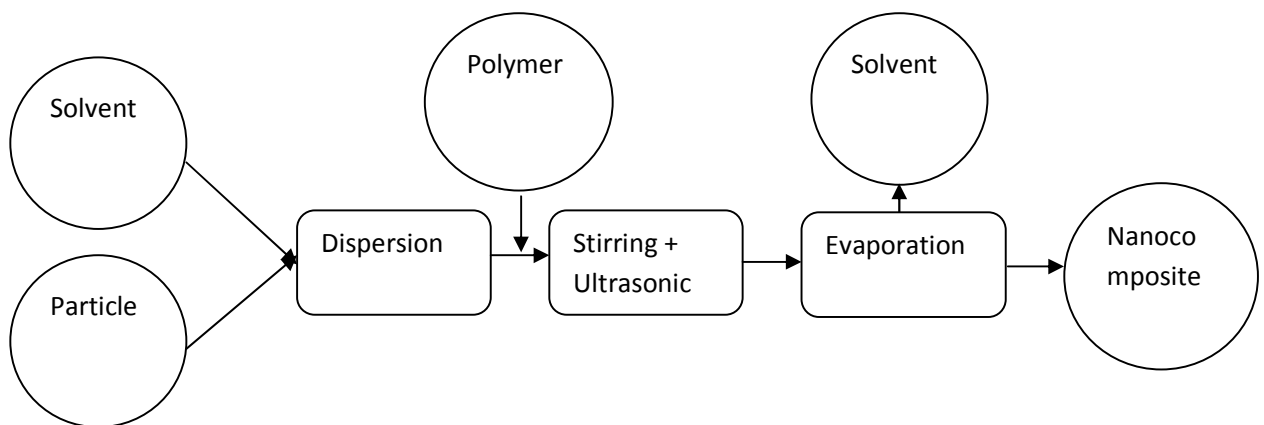 Solvent
Particle
Dispersion
Polymer
Stirring +
Ultrasonic
Solvent
Evaporation
Nanoco
mposite